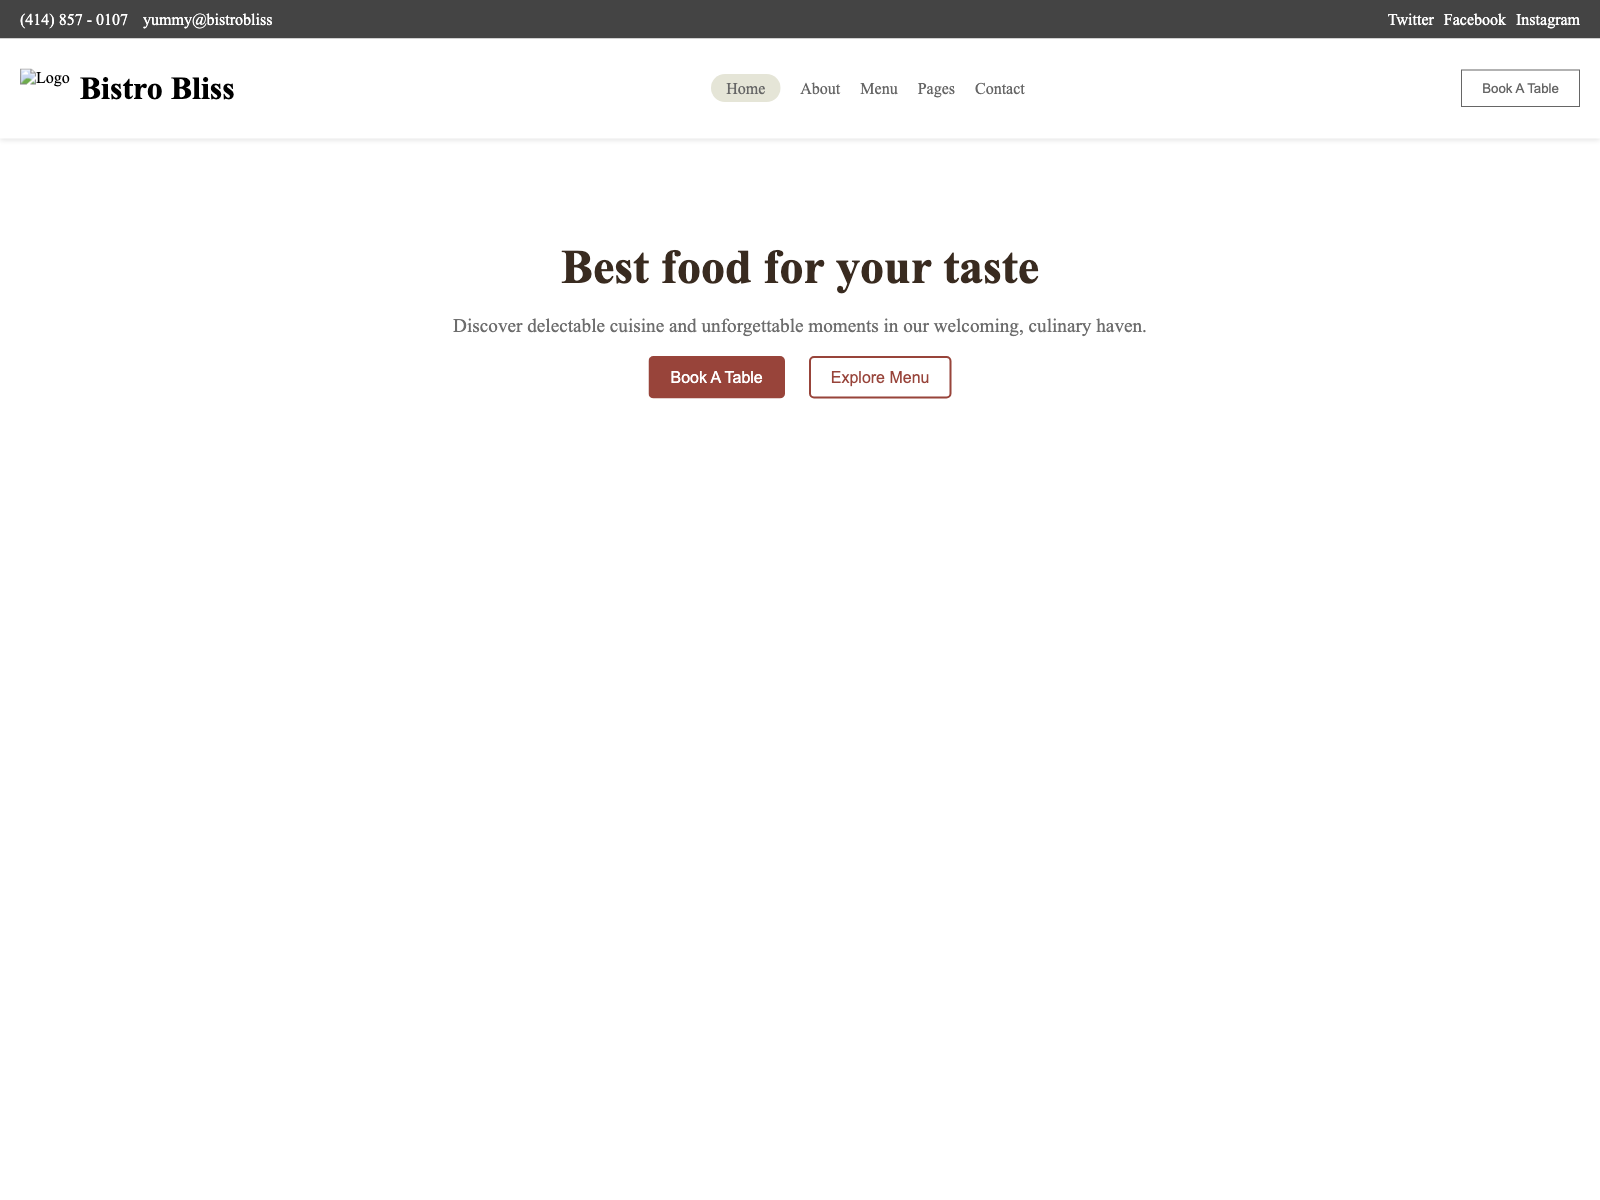 (414) 857 - 0107 yummy@bistrobliss Twitter Facebook Instagram
Logo Bistro Bliss Home About Menu Pages Contact Book A Table
Best food for your taste
Discover delectable cuisine and unforgettable moments in our welcoming, culinary haven.
Book A Table Explore Menu